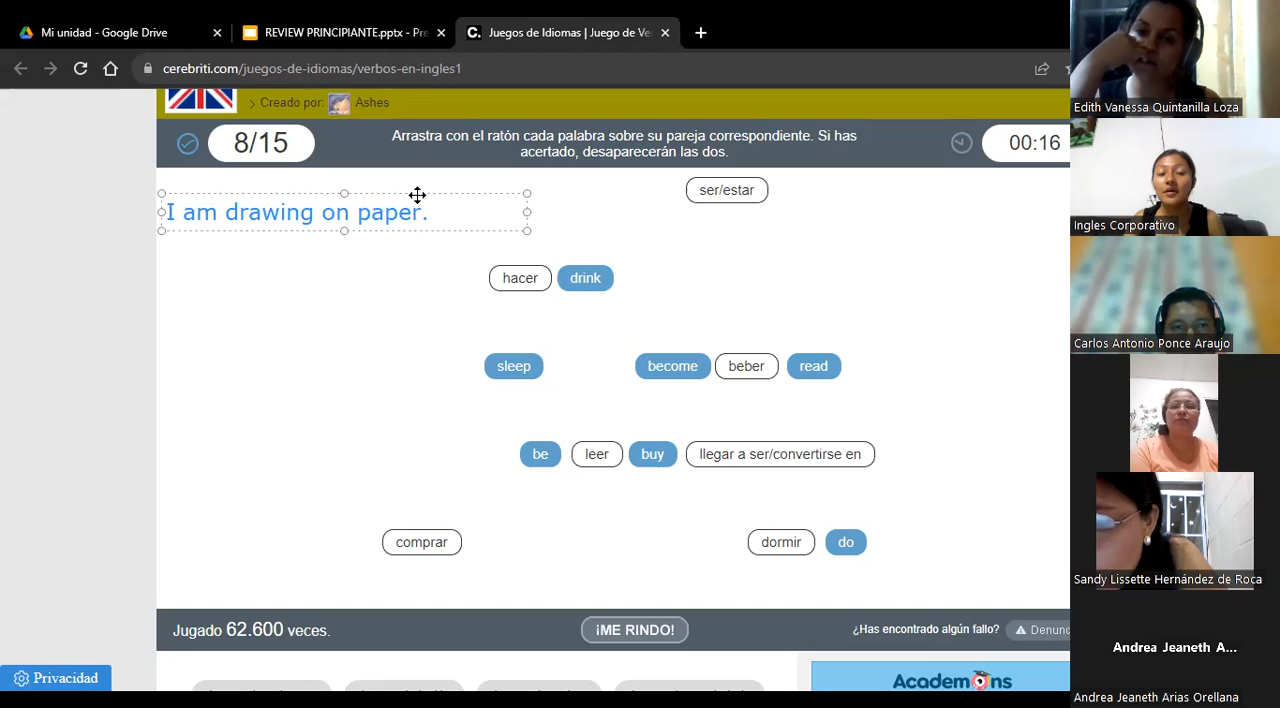 Mi unidad - Google Drive
REVIEW PRINCIPIANTE.pptx - Pre
Juegos de Idiomas | Juego de Ve
cerebriti.com/juegos-de-idiomas/verbos-en-ingles1
Creado por: Ashes
8/15
Arrastra con el ratón cada palabra sobre su pareja correspondiente. Si has
acertado, desaparecerán las dos.
00:16
I am drawing on paper.
ser/estar
hacer drink
sleep become beber read
be leer buy llegar a ser/convertirse en
comprar dormir do
Jugado 62.600 veces.
¡ME RINDO!
¿Has encontrado algún fallo?
Denunc
Privacidad
Academons
Edith Vanessa Quintanilla Loza
Ingles Corporativo
Carlos Antonio Ponce Araujo
Sandy Lissette Hernández de Roca
Andrea Jeaneth A...
Andrea Jeaneth Arias Orellana